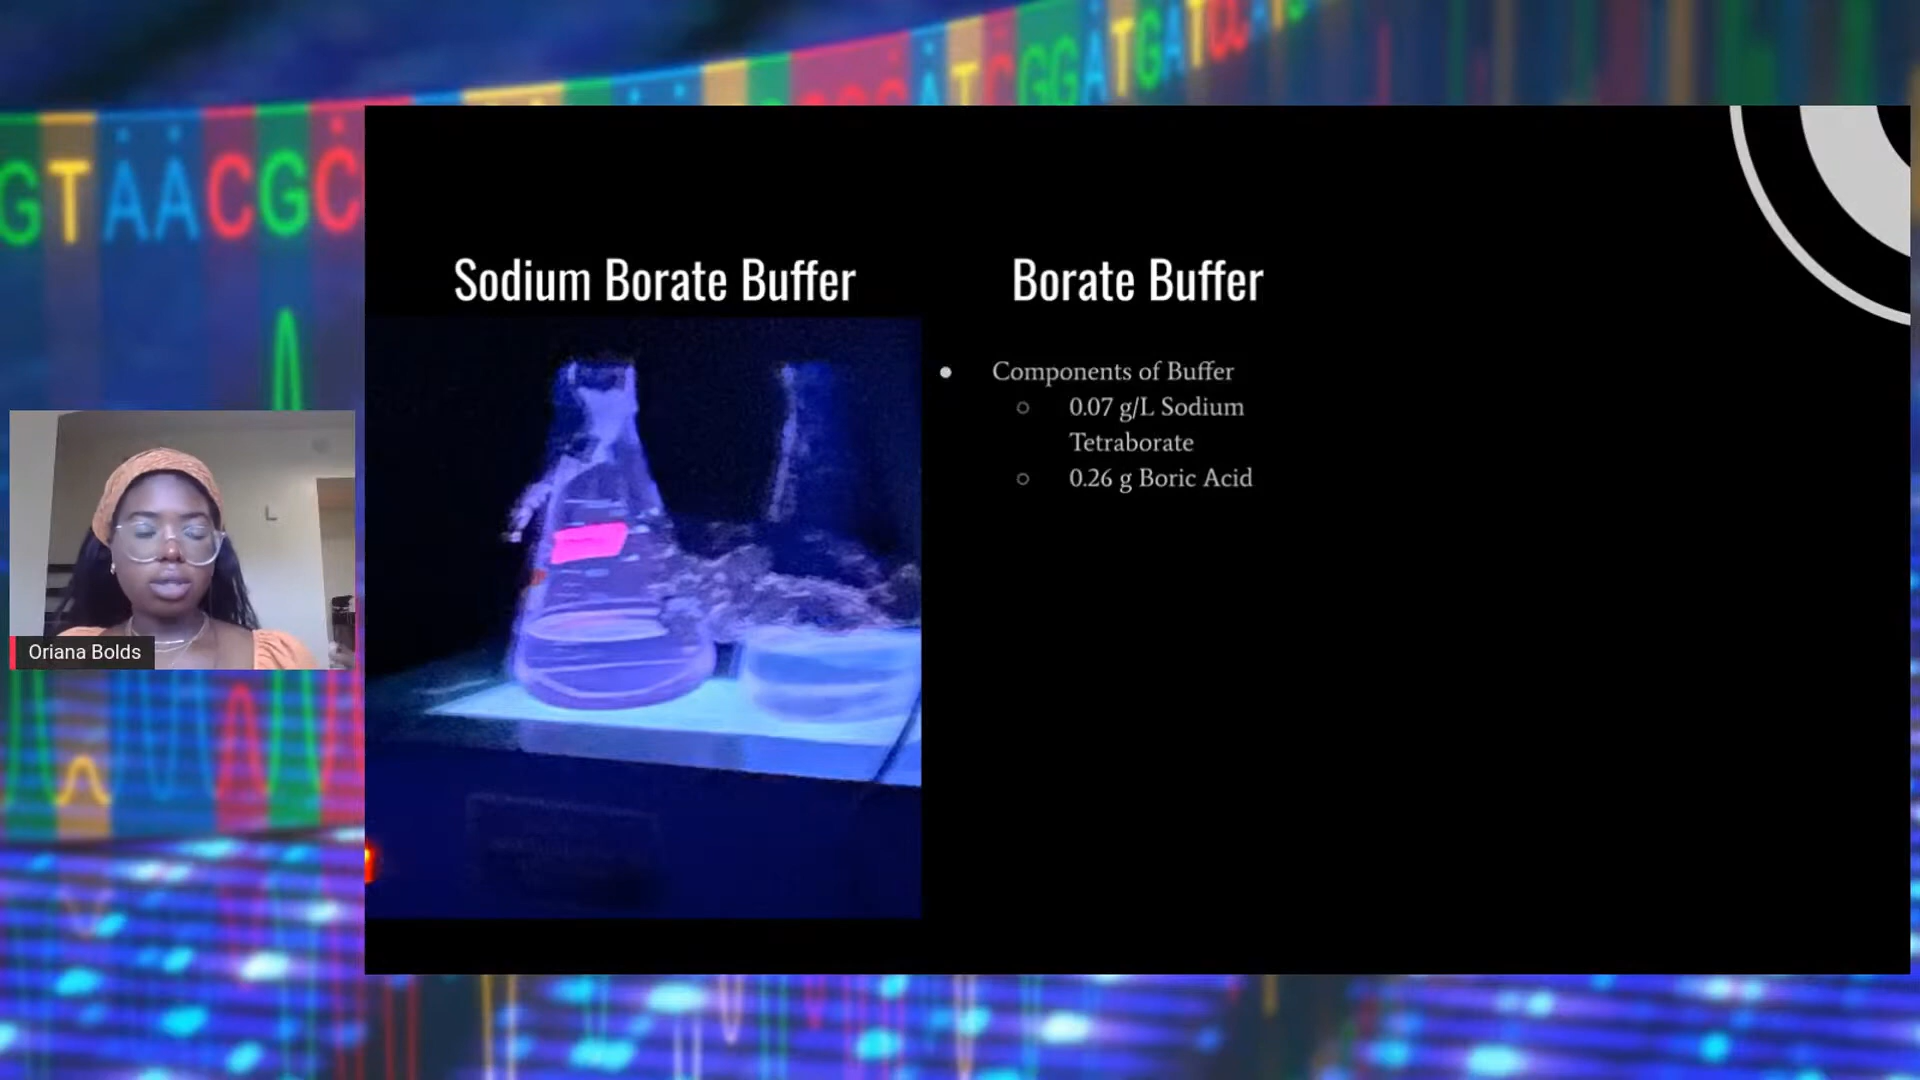 GTAACGC
ATCGGATGATCCATG
Sodium Borate Buffer
Borate Buffer
Components of Buffer
0.07 g/L Sodium
Tetraborate
0.26 g Boric Acid
Oriana Bolds